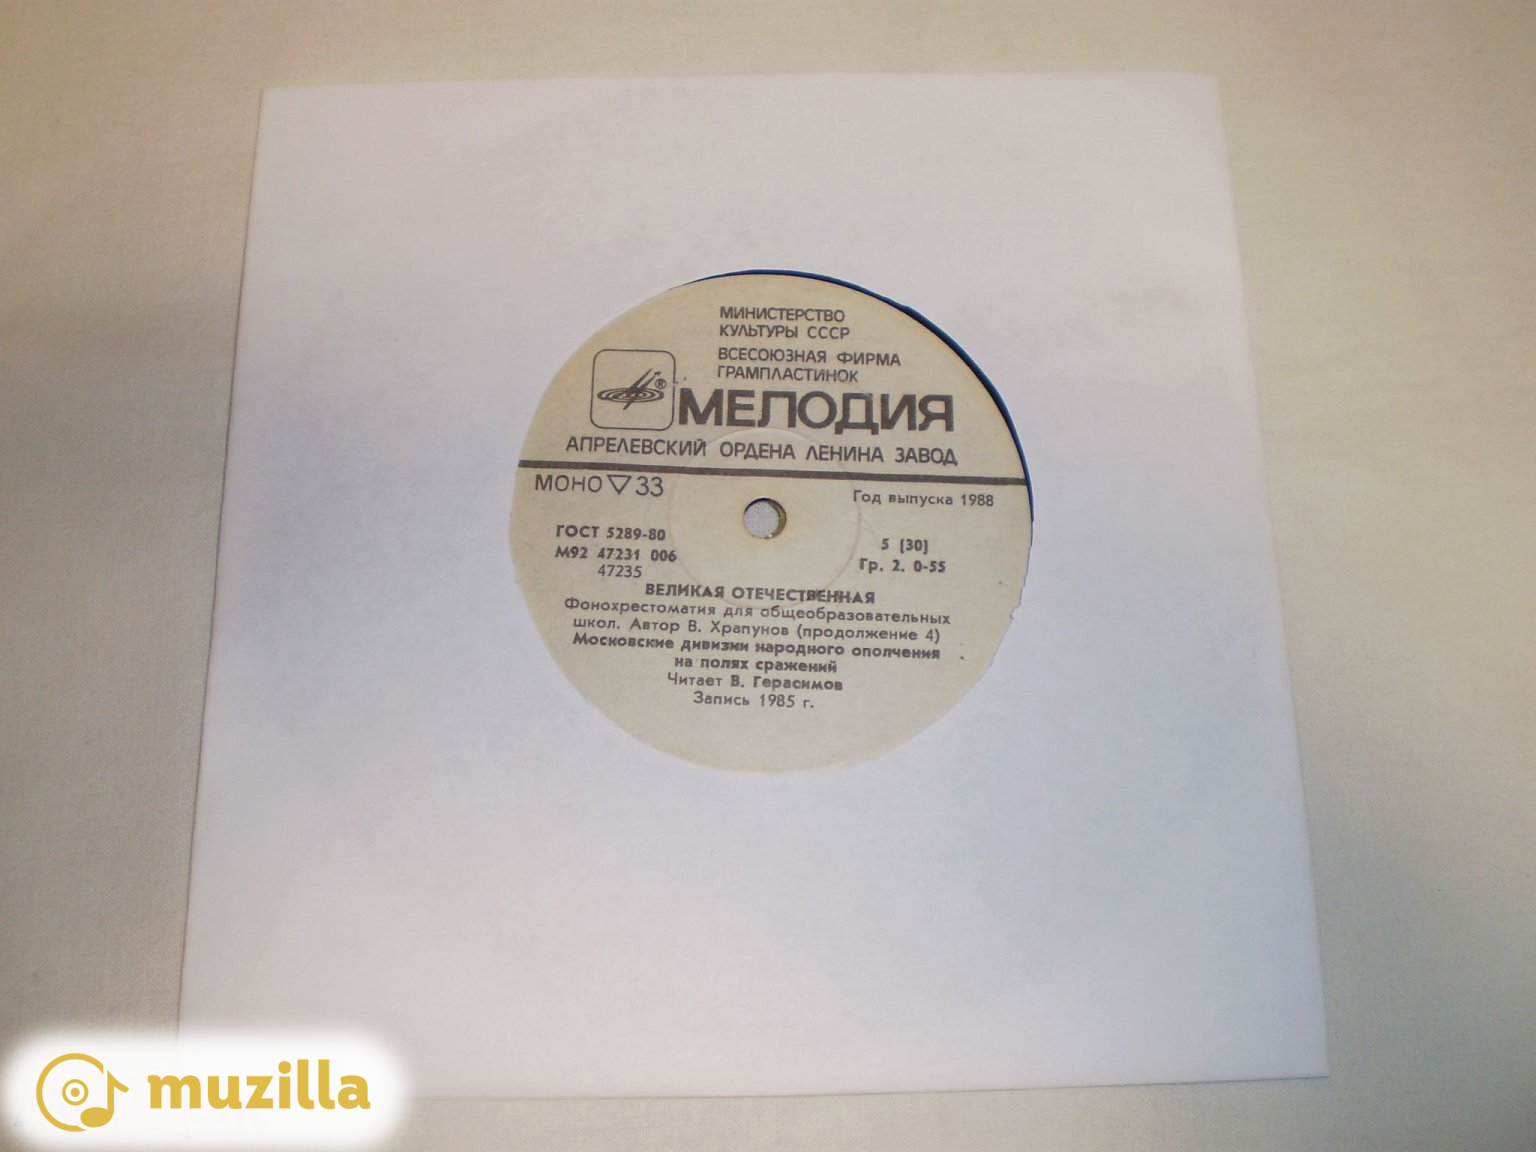 МИНИСТЕРСТВО
КУЛЬТУРЫ СССР
ВСЕСОЮЗНАЯ ФИРМА
ГРАМПЛАСТИНОК
®
МЕЛОДИЯ
АПРЕЛЕВСКИЙ ОРДЕНА ЛЕНИНА ЗАВОД
МОНО ▽ 33
Год выпуска 1988
ГОСТ 5289-80
М92 47231 006
47235
5 (30)
Гр. 2. 0-55
ВЕЛИКАЯ ОТЕЧЕСТВЕННАЯ
Фонохрестоматия для общеобразовательных
школ. Автор В. Храпунов (продолжение 4)
Московские дивизии народного ополчения
на полях сражений
Читает В. Герасимов
Запись 1985 г.
muzilla